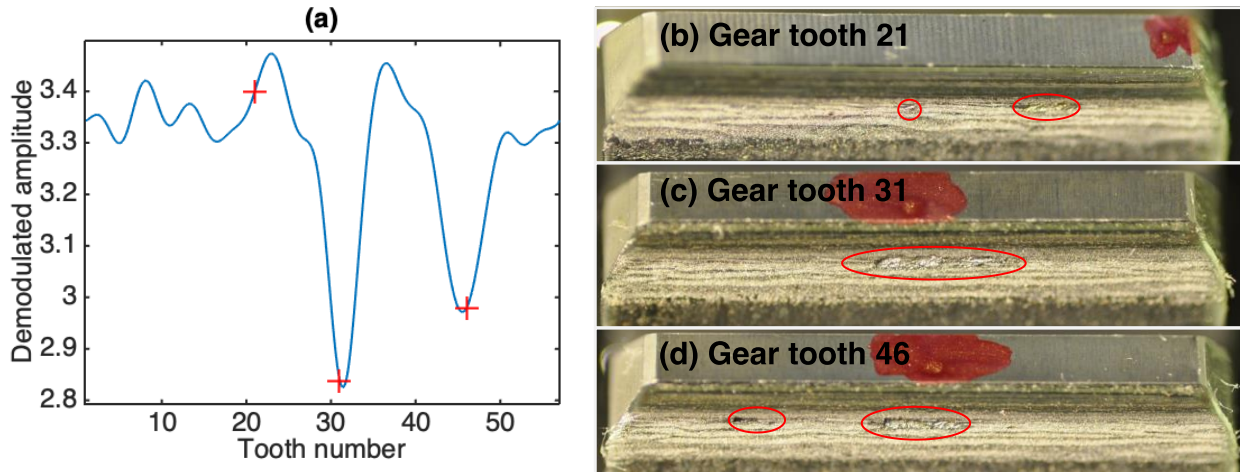 (a)
Demodulated amplitude
3.4
3.3
3.2
3.1
3
2.9
2.8
10 20 30 40 50
Tooth number
(b) Gear tooth 21
(c) Gear tooth 31
(d) Gear tooth 46